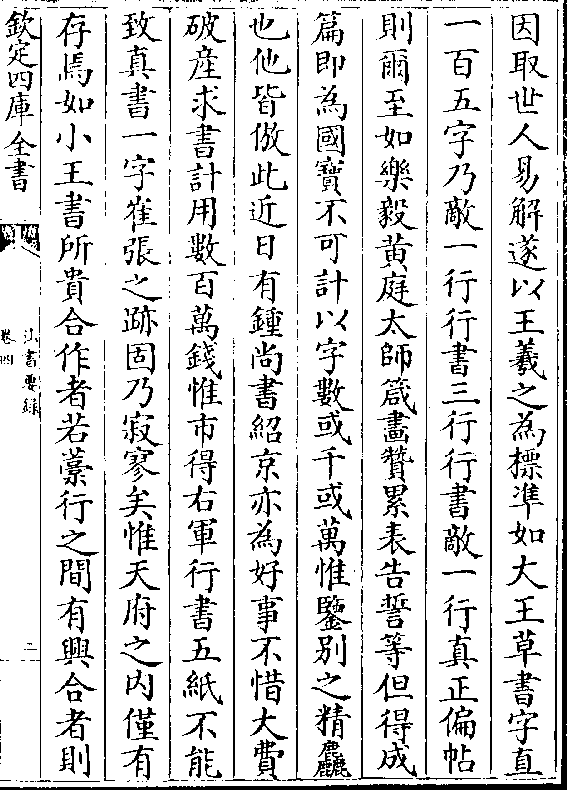 因取世人易解遂以王羲之為標準如大王草書字直
一百五字乃敵一行行書三行行書敵一行真正偏帖
則爾至如樂毅黄庭太師箴畫贊累表告誓等但得成
篇即為國寶不可計以字數或千或萬惟鑒别之精麤
也他皆倣此近日有鍾尚書紹京亦為好事不惜大費
破產求書計用數百萬錢惟市得右軍行書五紙不能
致真書一字崔張之跡固乃寂寥矣惟天府之内僅有
存焉如小王書所貴合作者若藁行之間有興合者則
欽定四庫全書
法書要録
卷四
二